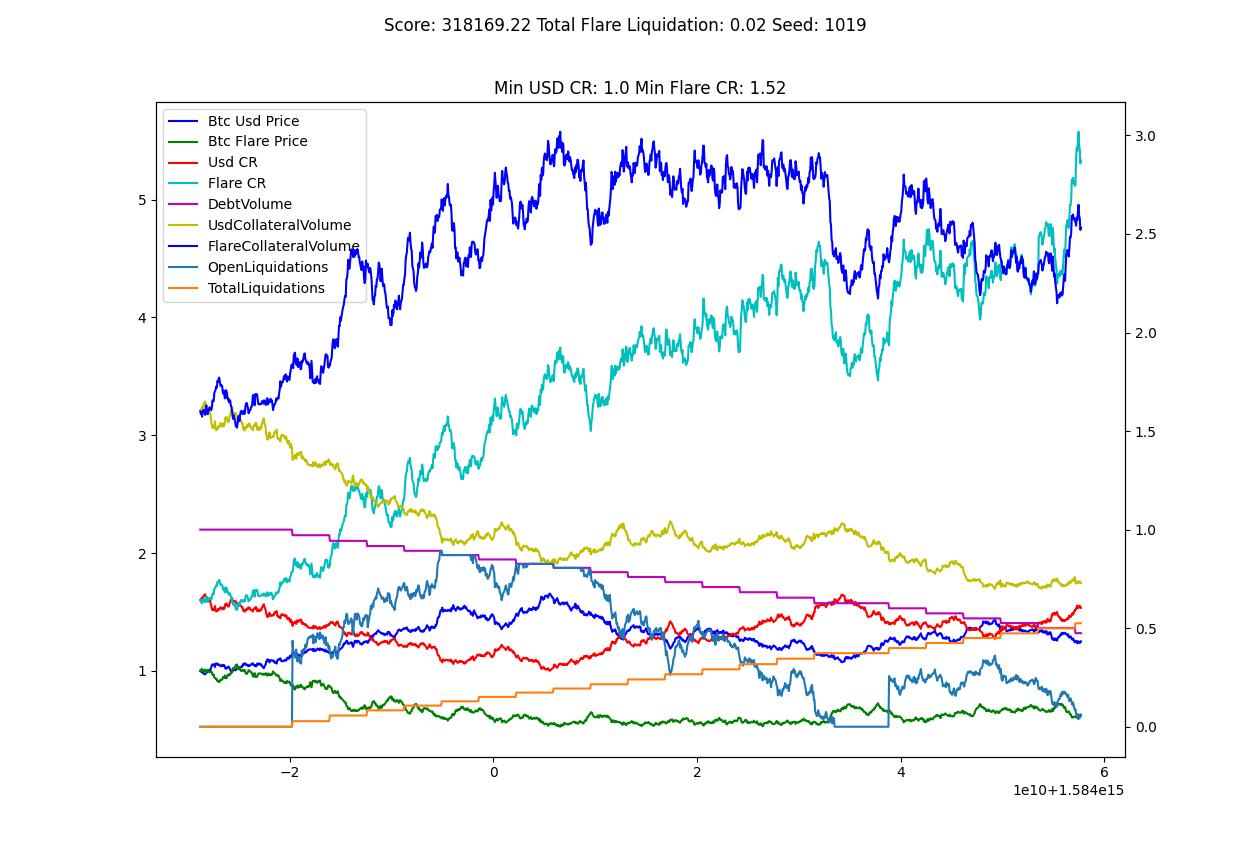 Score: 318169.22 Total Flare Liquidation: 0.02 Seed: 1019
Min USD CR: 1.0 Min Flare CR: 1.52
Btc Usd Price
Btc Flare Price
Usd CR
Flare CR
DebtVolume
UsdCollateralVolume
FlareCollateralVolume
OpenLiquidations
TotalLiquidations
5
4
3
2
1
3.0
2.5
2.0
1.5
1.0
0.5
0.0
−2
0
2
4
6
1e10+1.584e15